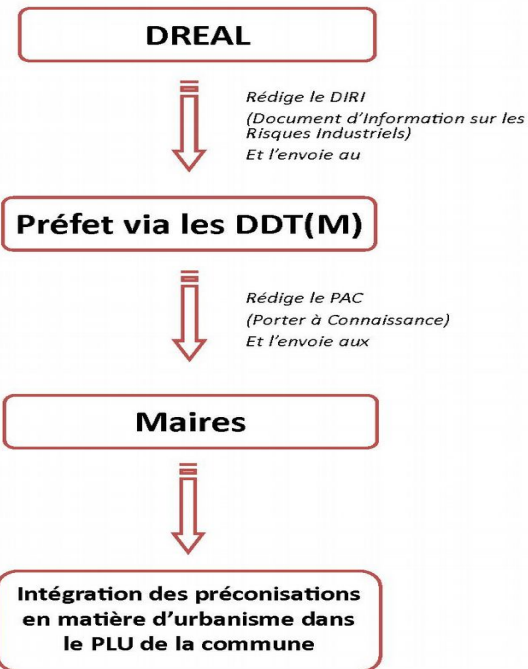 DREAL
Rédige le DIRI
(Document d'Information sur les
Risques Industriels)
Et l'envoie au
Préfet via les DDT(M)
Rédige le PAC
(Porter à Connaissance)
Et l'envoie aux
Maires
Intégration des préconisations
en matière d'urbanisme dans
le PLU de la commune